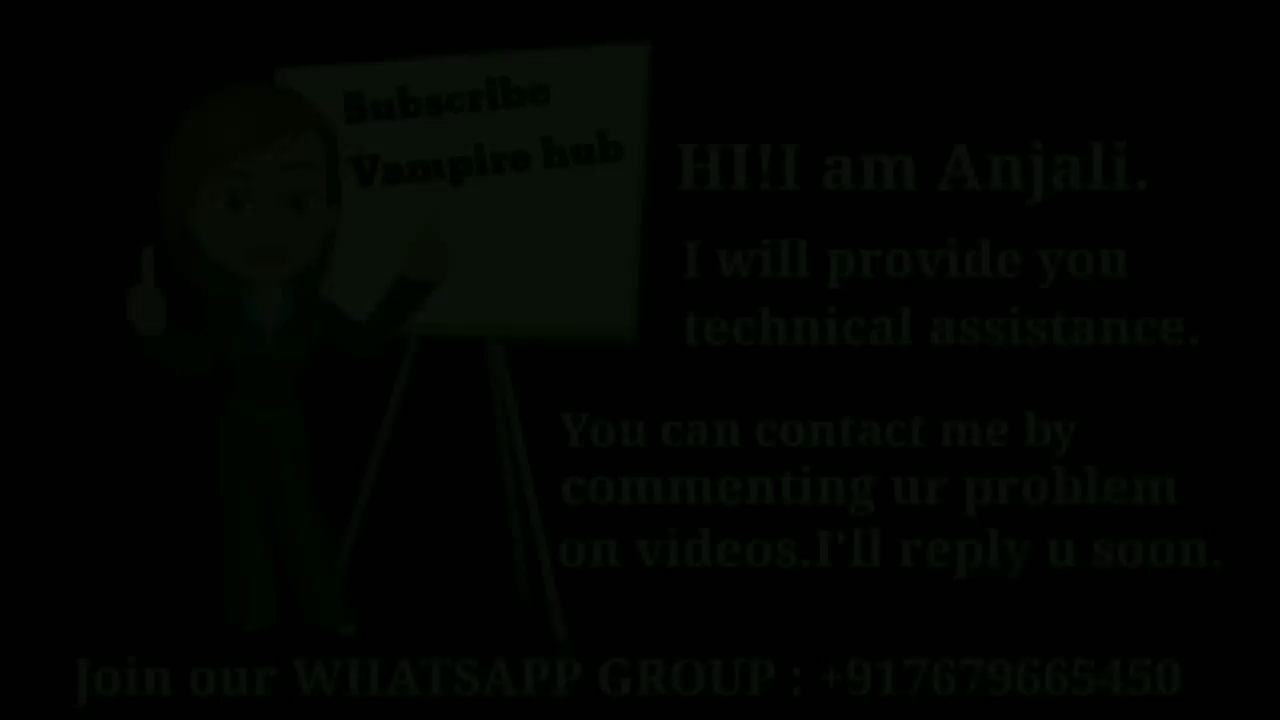 Subscribe
Vampire hub
HI!I am Anjali.
I will provide you
technical assistance.
You can contact me by
commenting ur problem
on videos.I'll reply u soon.
Join our WHATSAPP GROUP : +917679665450